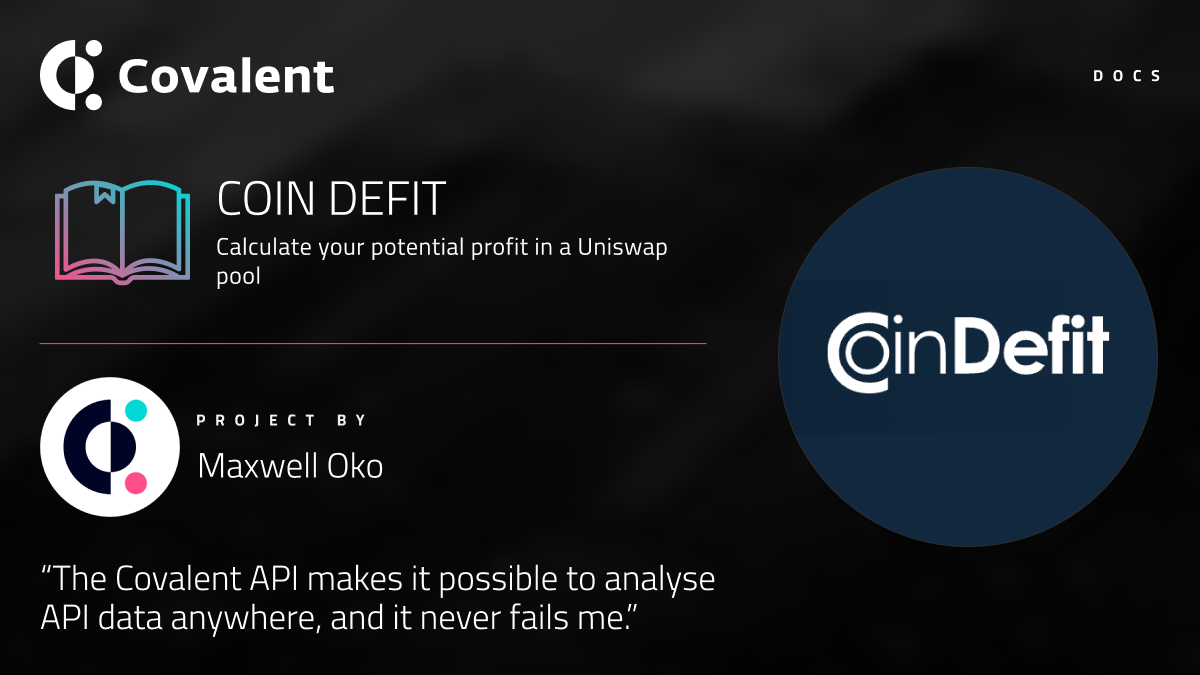 Covalent
DOCS
COIN DEFIT
Calculate your potential profit in a Uniswap
pool
CoinDefit
PROJECT BY
Maxwell Oko
“The Covalent API makes it possible to analyse
API data anywhere, and it never fails me.”